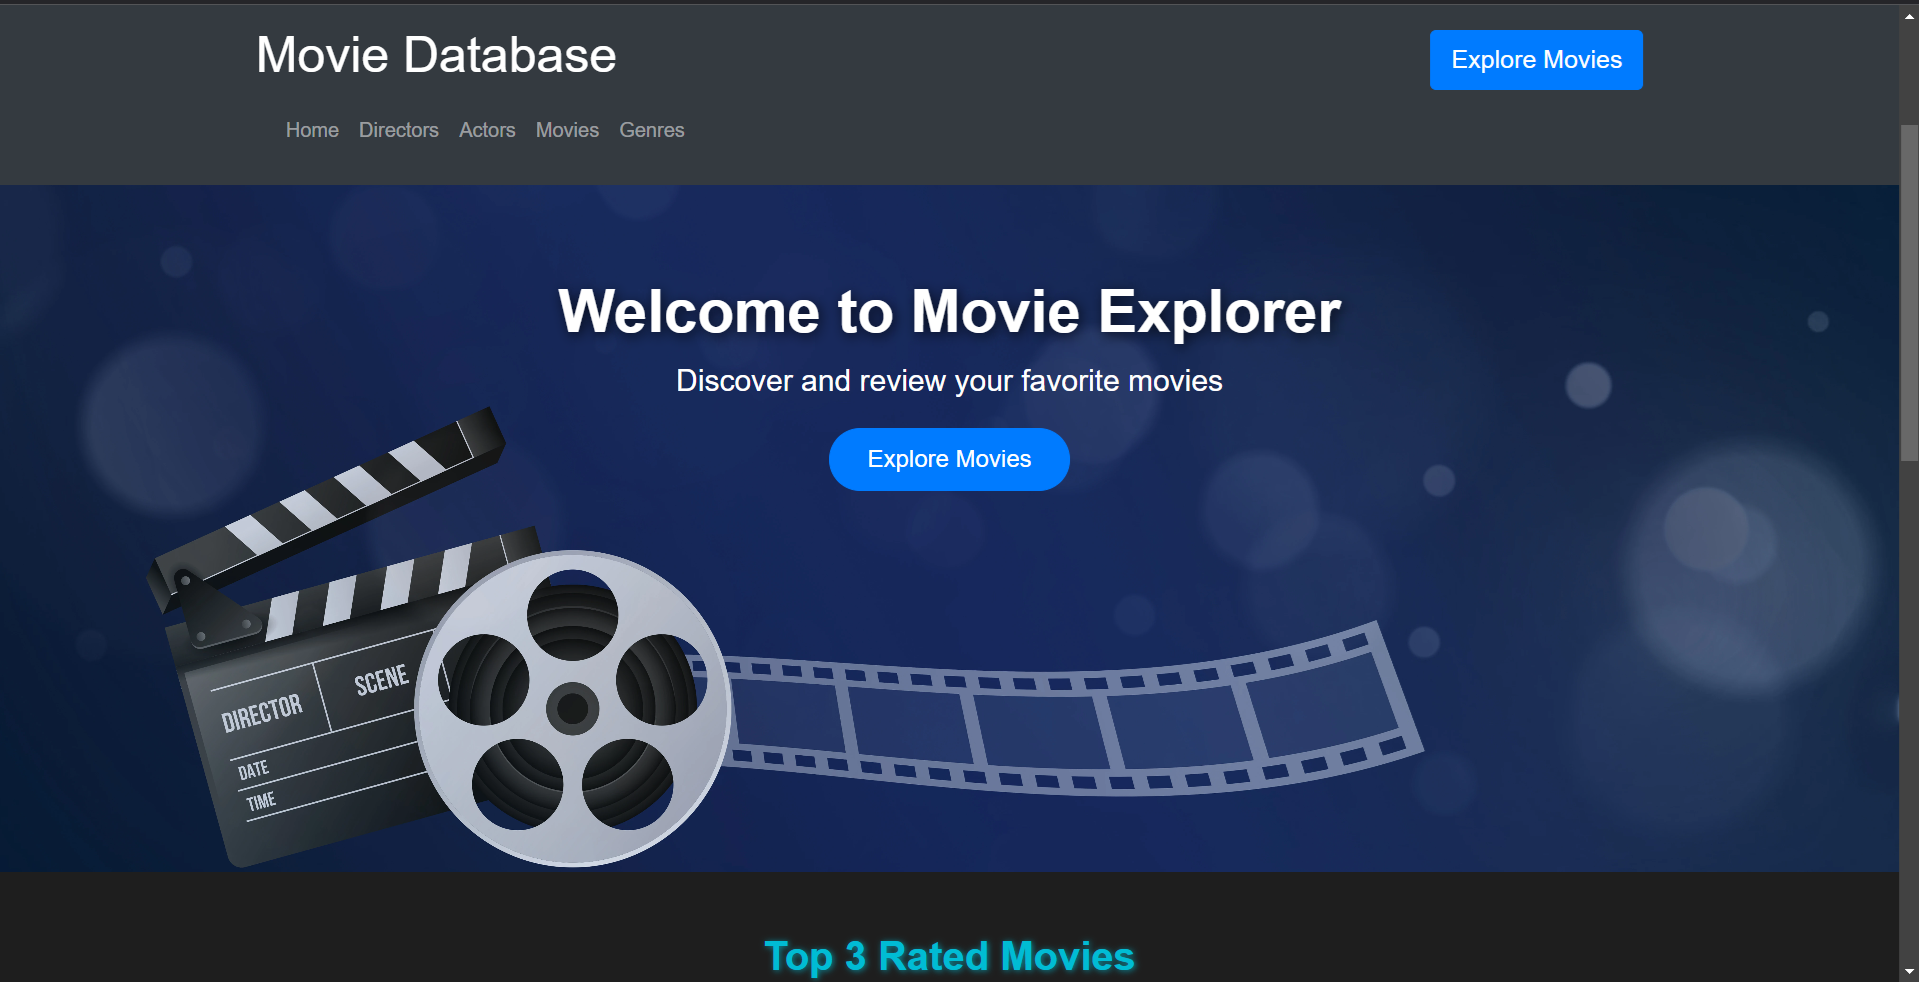 Movie Database
Explore Movies
Home Directors Actors Movies Genres
Welcome to Movie Explorer
Discover and review your favorite movies
Explore Movies
DIRECTOR SCENE
DATE
TIME
Top 3 Rated Movies